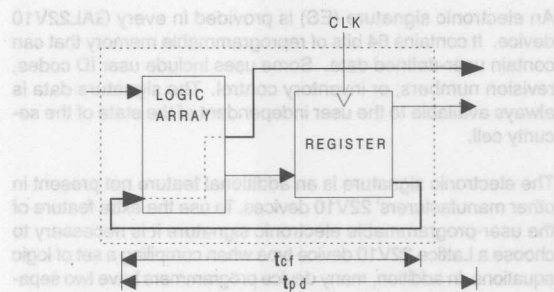 CLK
LOGIC
ARRAY
REGISTER
tcf
tpd
An electronic signature (ES) is provided in every GAL22V10
device. It contains 64 bits of reprogrammable memory that can
contain user-defined data. Some uses include user ID codes,
revision numbers, or inventory control. The signature data is
always available to the user independent of the state of the se-
curity cell.
The electronic signature is an additional feature not present in
other manufacturers' 22V10 devices. To use the extra feature of
the user-programmable electronic signature it is necessary to
choose a Lattice 22V10 device type when compiling a set of logic
equations. In addition, many device programmers have two sepa-